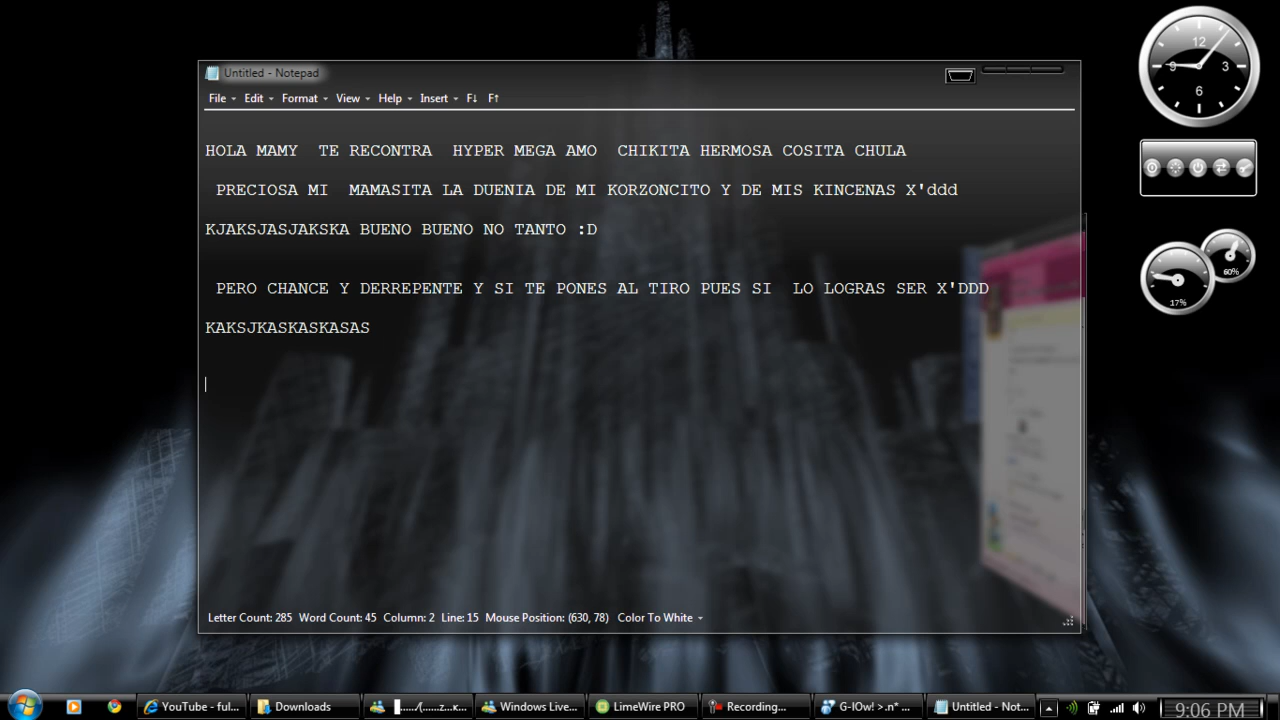 Untitled - Notepad
File Edit Format View Help Insert F↓ F↑
HOLA MAMY TE RECONTRA HYPER MEGA AMO CHIKITA HERMOSA COSITA CHULA
PRECIOSA MI MAMASITA LA DUENIA DE MI KORZONCITO Y DE MIS KINCENAS X'ddd
KJAKSJASJAKSKA BUENO BUENO NO TANTO :D
PERO CHANCE Y DERREPENTE Y SI TE PONES AL TIRO PUES SI LO LOGRAS SER X'DDD
KAKSJKASKASKASAS
Letter Count: 285 Word Count: 45 Column: 2 Line: 15 Mouse Position: (630, 78) Color To White
12
9 3
6
60%
17%
YouTube - ful... Downloads Windows Live... LimeWire PRO Recording... G-lOw! >.n° ... Untitled - Not... 9:06 PM